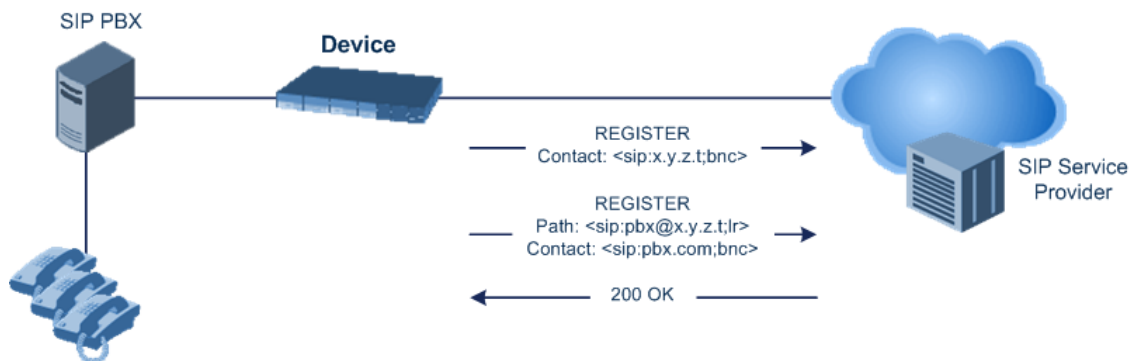 SIP PBX
Device
REGISTER
Contact: <sip:x.y.z.t;bnc>
SIP Service
Provider
REGISTER
Path: <sip:pbx@x.y.z.t;lr>
Contact: <sip:pbx.com;bnc>
200 OK